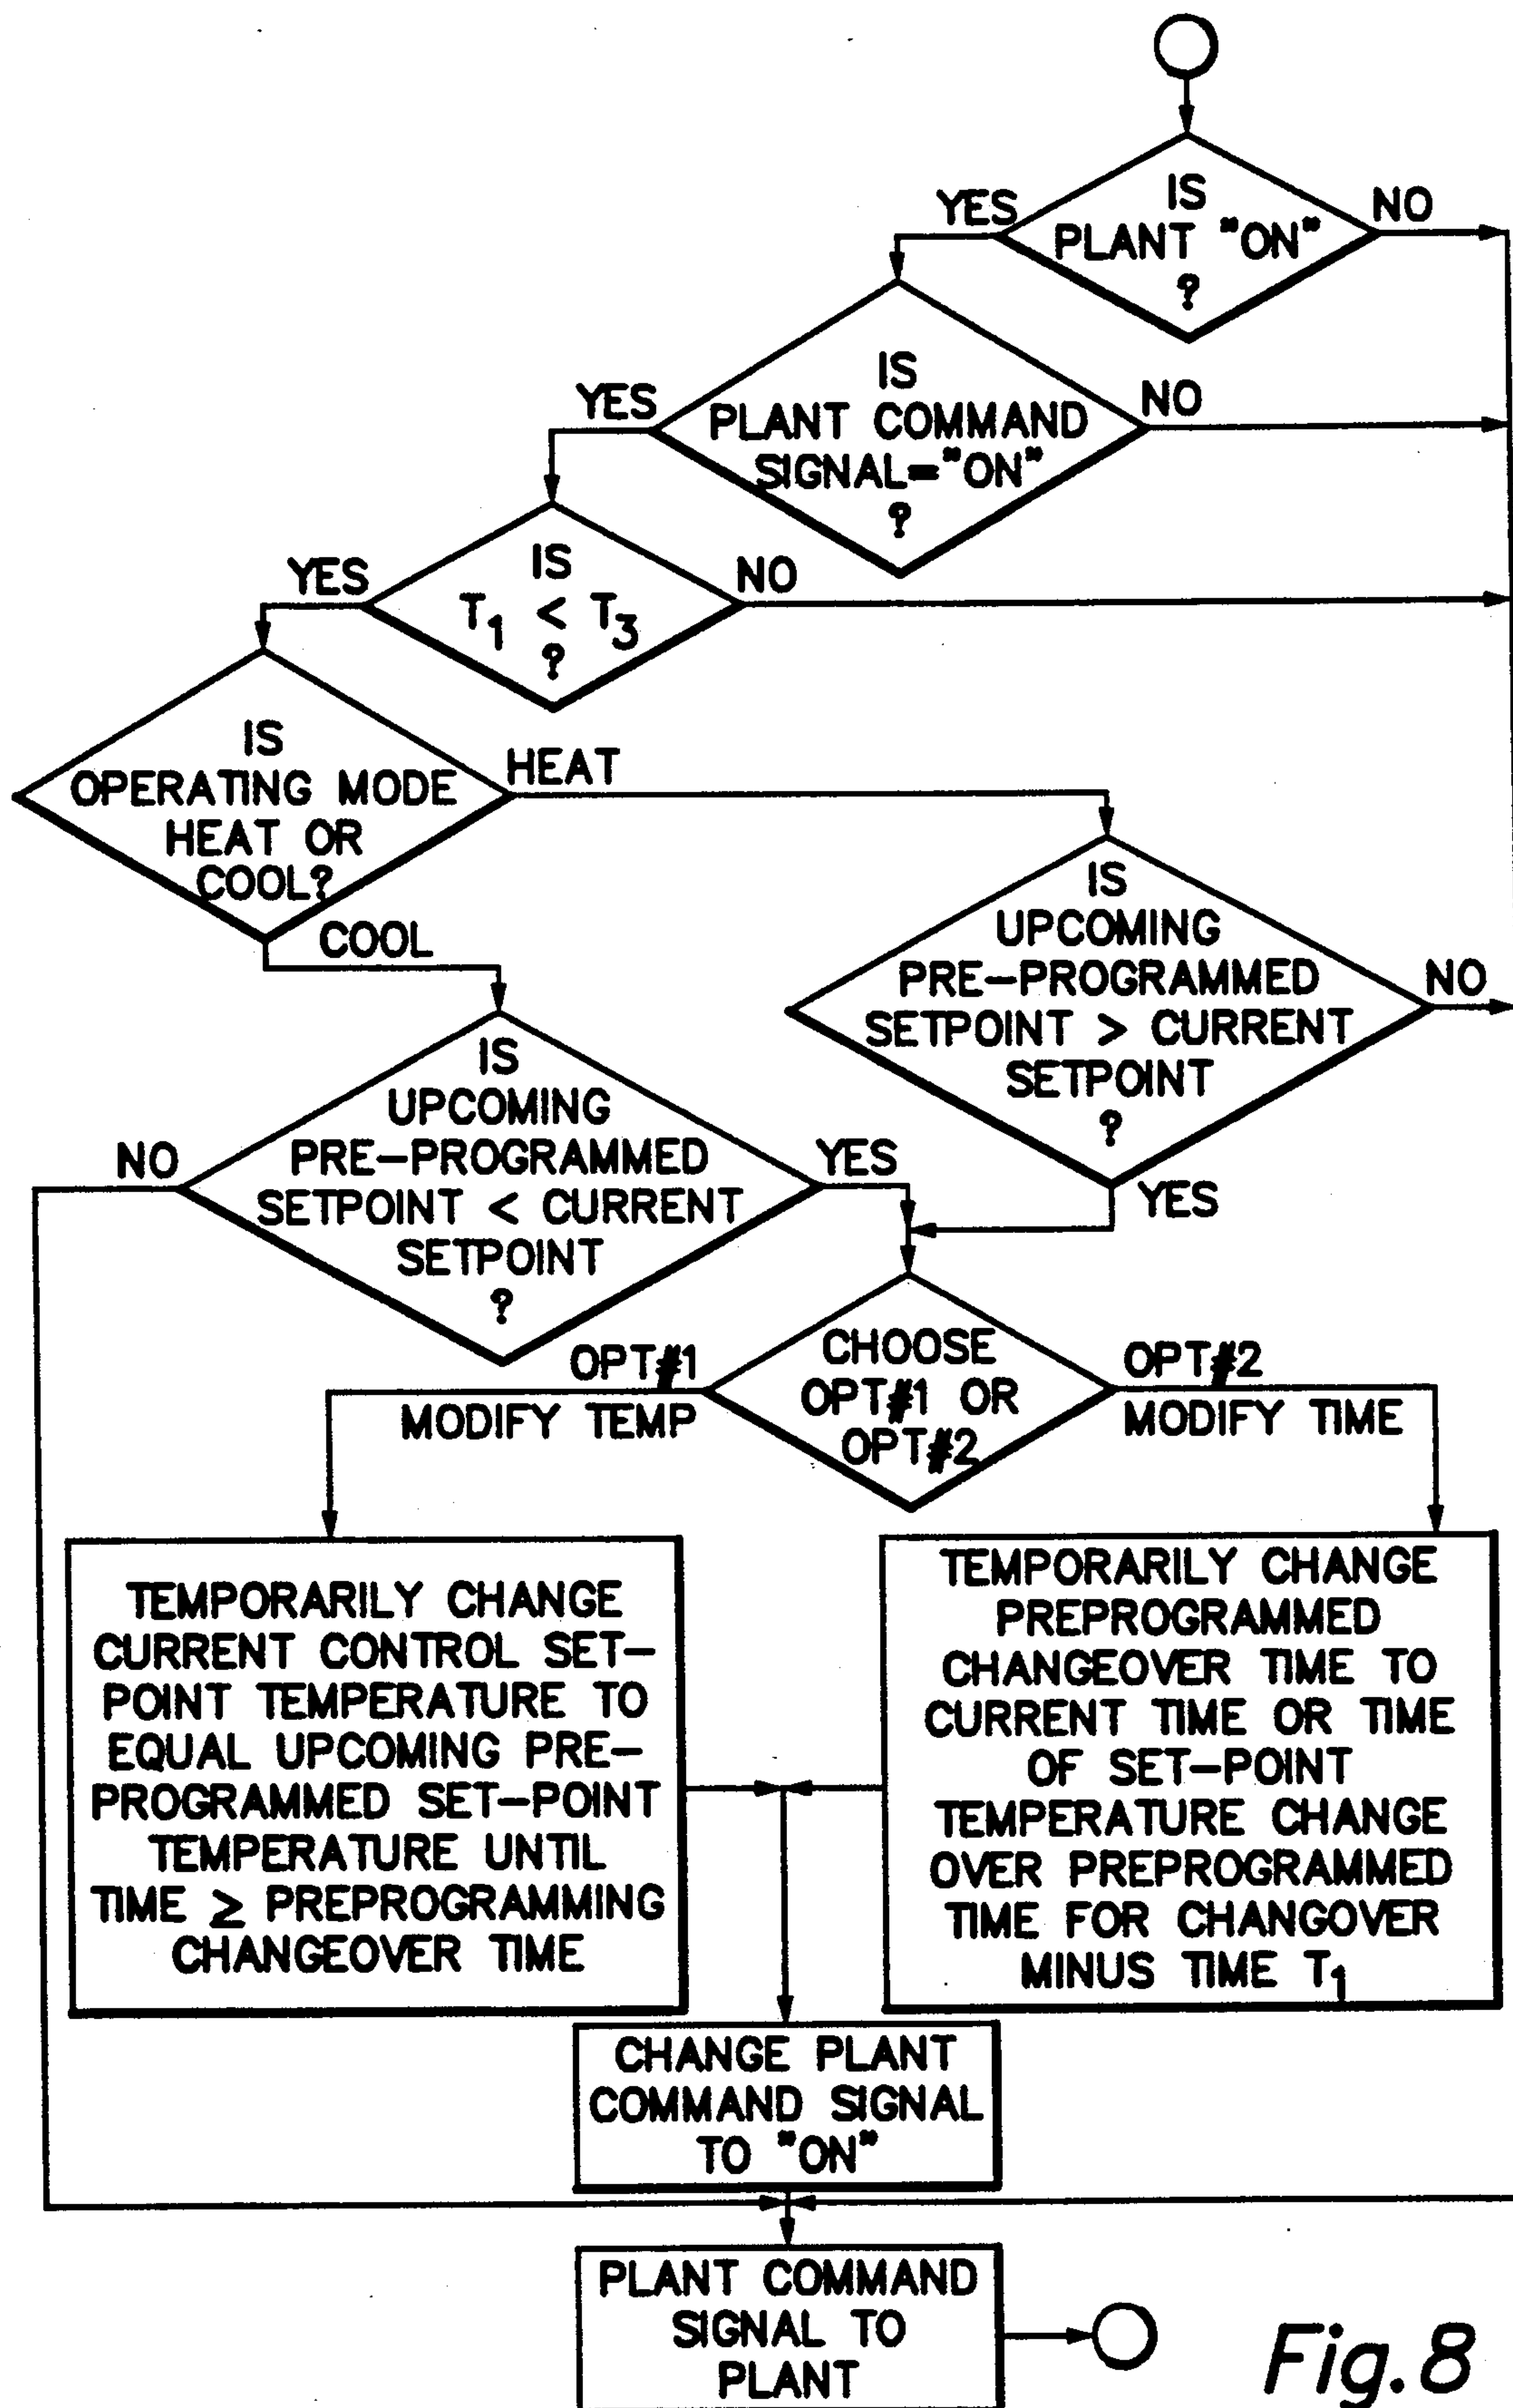 IS
PLANT "ON"
?
YES
NO
IS
PLANT COMMAND
SIGNAL="ON"
?
YES
NO
IS
T1 < T3
?
YES
NO
IS
OPERATING MODE
HEAT OR
COOL?
HEAT
COOL
IS
UPCOMING
PRE-PROGRAMMED
SETPOINT > CURRENT
SETPOINT
?
NO
YES
IS
UPCOMING
PRE-PROGRAMMED
SETPOINT < CURRENT
SETPOINT
?
NO
YES
CHOOSE
OPT#1 OR
OPT#2
OPT#1
MODIFY TEMP
OPT#2
MODIFY TIME
TEMPORARILY CHANGE
CURRENT CONTROL SET-
POINT TEMPERATURE TO
EQUAL UPCOMING PRE-
PROGRAMMED SET-POINT
TEMPERATURE UNTIL
TIME ≥ PREPROGRAMMING
CHANGEOVER TIME
TEMPORARILY CHANGE
PREPROGRAMMED
CHANGEOVER TIME TO
CURRENT TIME OR TIME
OF SET-POINT
TEMPERATURE CHANGE
OVER PREPROGRAMMED
TIME FOR CHANGOVER
MINUS TIME T1
CHANGE PLANT
COMMAND SIGNAL
TO "ON"
PLANT COMMAND
SIGNAL TO
PLANT
Fig.8